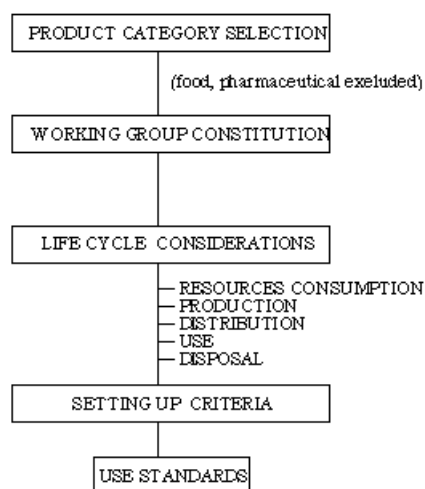 PRODUCT CATEGORY SELECTION
(food, pharmaceutical exeluded)
WORKING GROUP CONSTITUTION
LIFE CYCLE CONSIDERATIONS
RESOURCES CONSUMPTION
PRODUCTION
DISTRIBUTION
USE
DISPOSAL
SETTING UP CRITERIA
USE STANDARDS